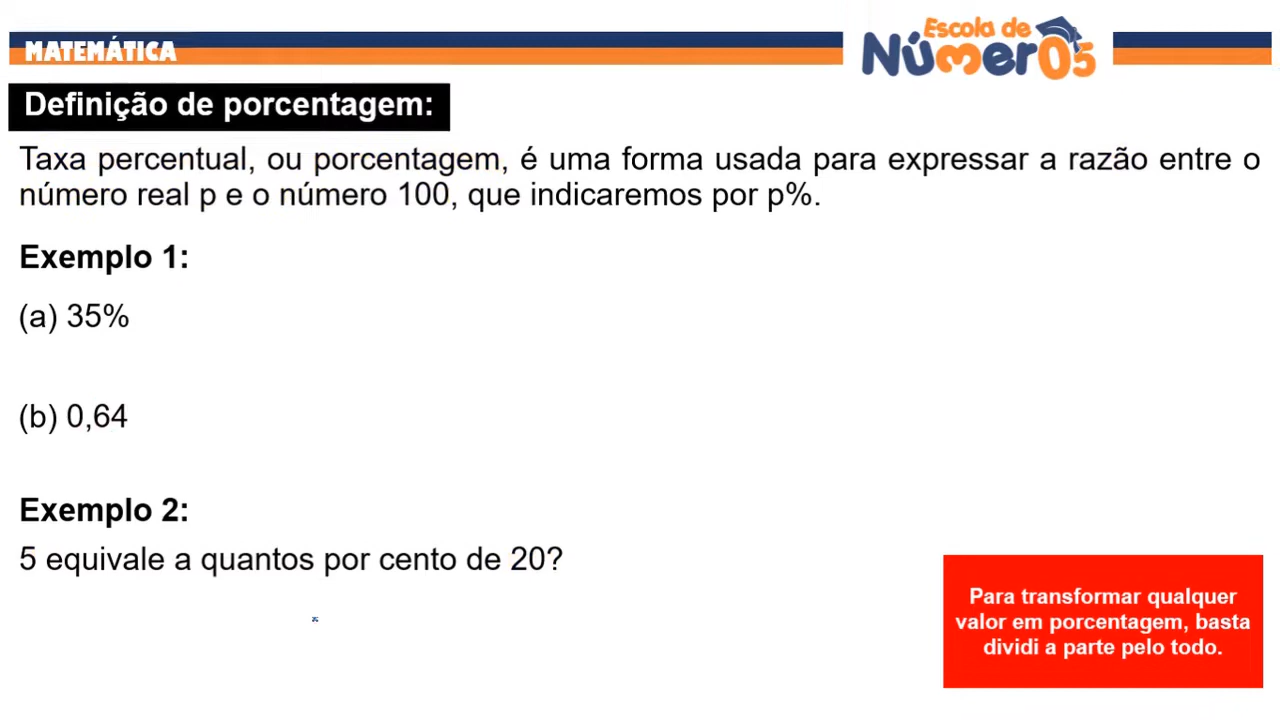 MATEMÁTICA
Escola de
Númer05
Definição de porcentagem:
Taxa percentual, ou porcentagem, é uma forma usada para expressar a razão entre o
número real p e o número 100, que indicaremos por p%.
Exemplo 1:
(a) 35%
(b) 0,64
Exemplo 2:
5 equivale a quantos por cento de 20?
Para transformar qualquer
valor em porcentagem, basta
dividi a parte pelo todo.